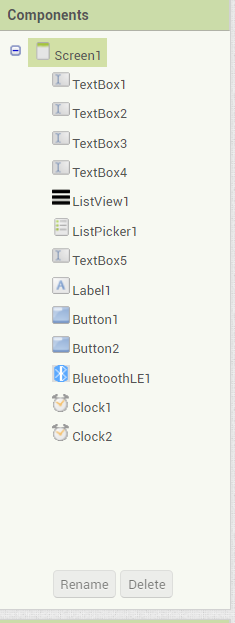 Components
Screen1
TextBox1
TextBox2
TextBox3
TextBox4
ListView1
ListPicker1
TextBox5
Label1
Button1
Button2
BluetoothLE1
Clock1
Clock2
Rename Delete